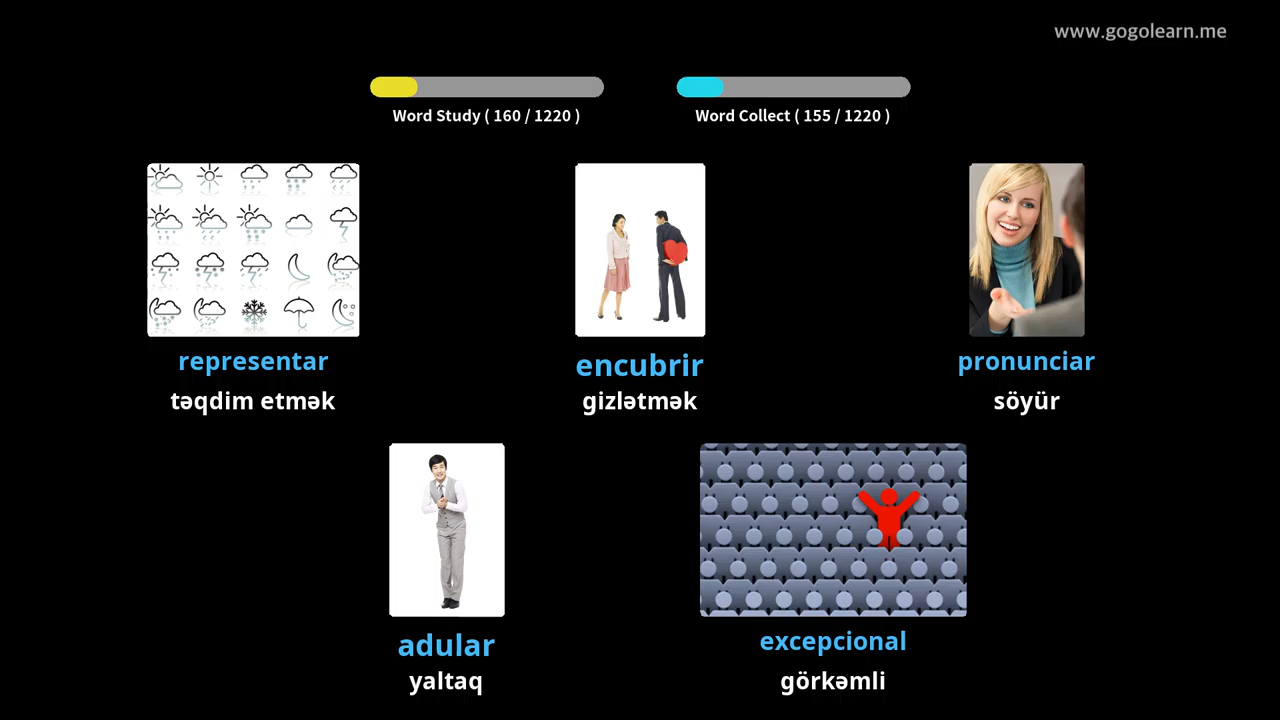 www.gogolearn.me
Word Study ( 160 / 1220 )
Word Collect ( 155 / 1220 )
representar
təqdim etmək
encubrir
gizlətmək
pronunciar
söyür
adular
yaltaq
excepcional
görkəmli